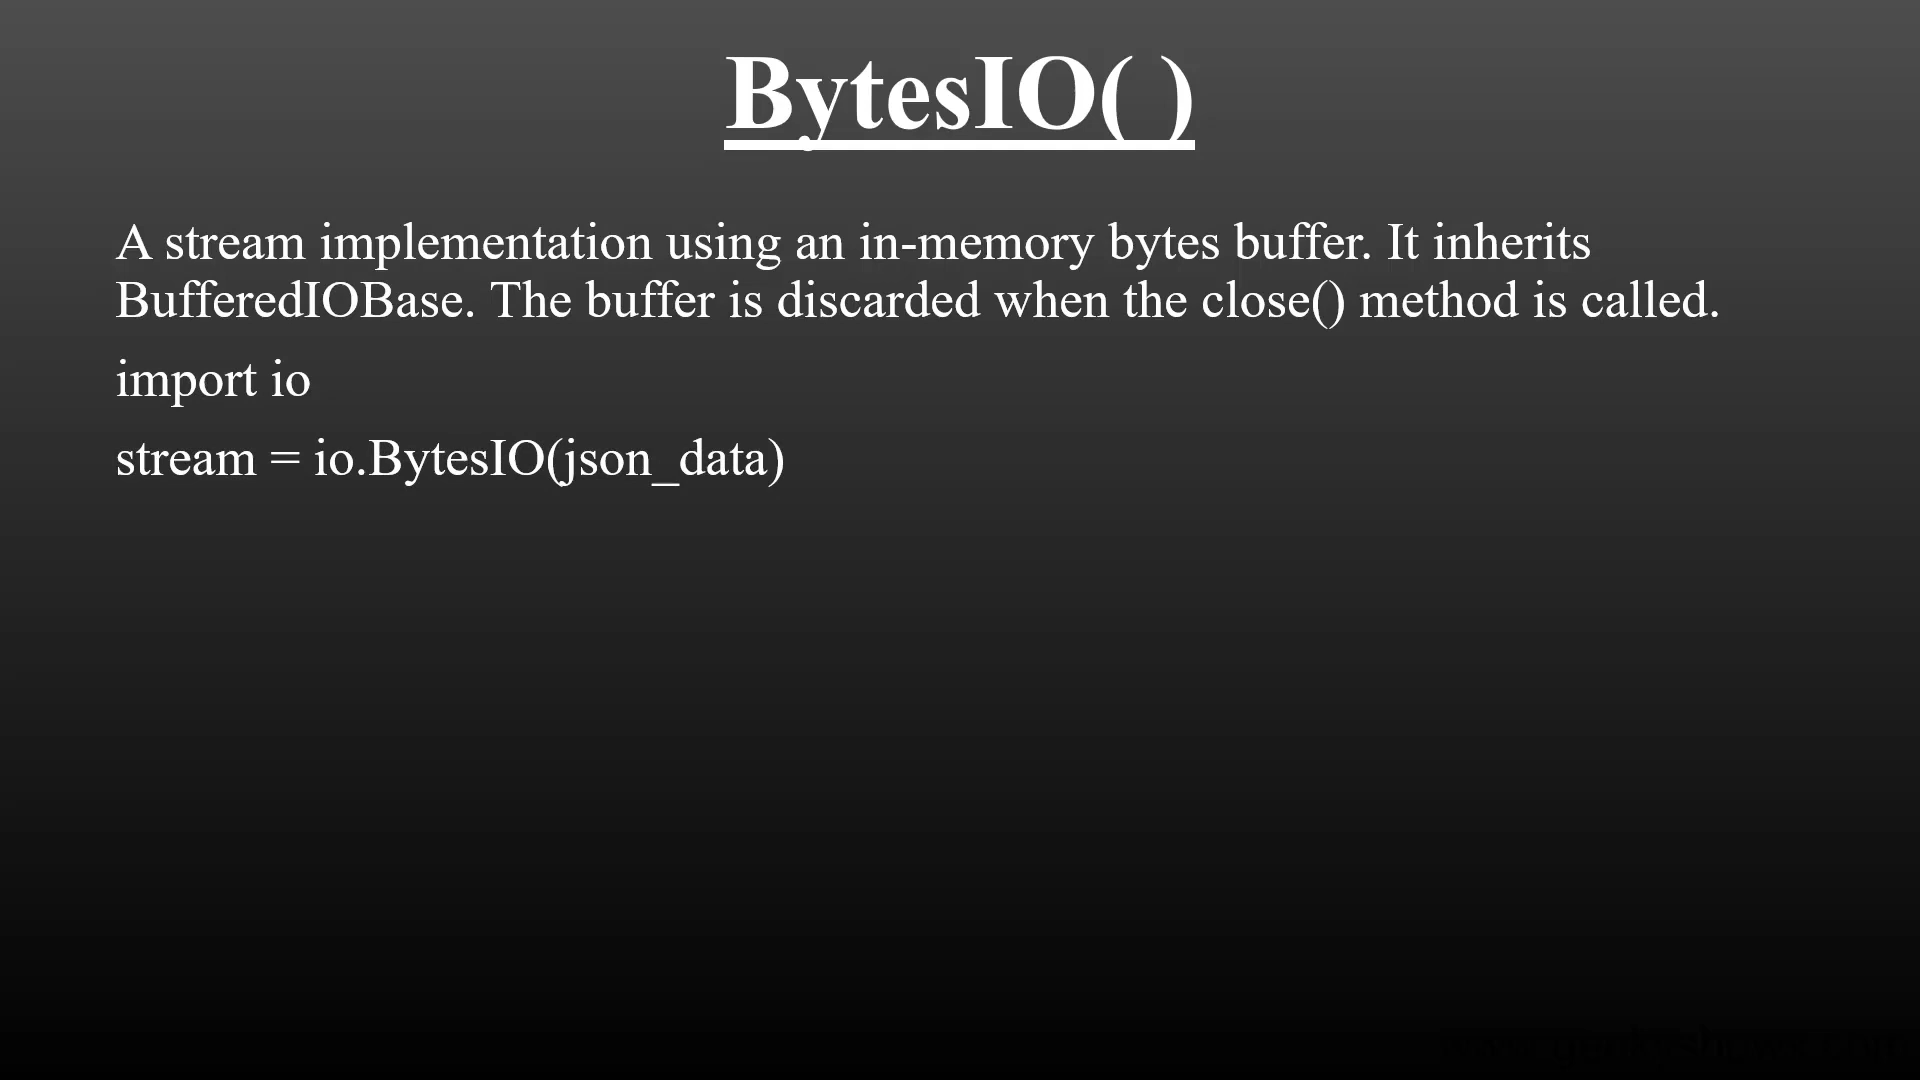 BytesIO( )
A stream implementation using an in-memory bytes buffer. It inherits
BufferedIOBase. The buffer is discarded when the close() method is called.
import io
stream = io.BytesIO(json_data)